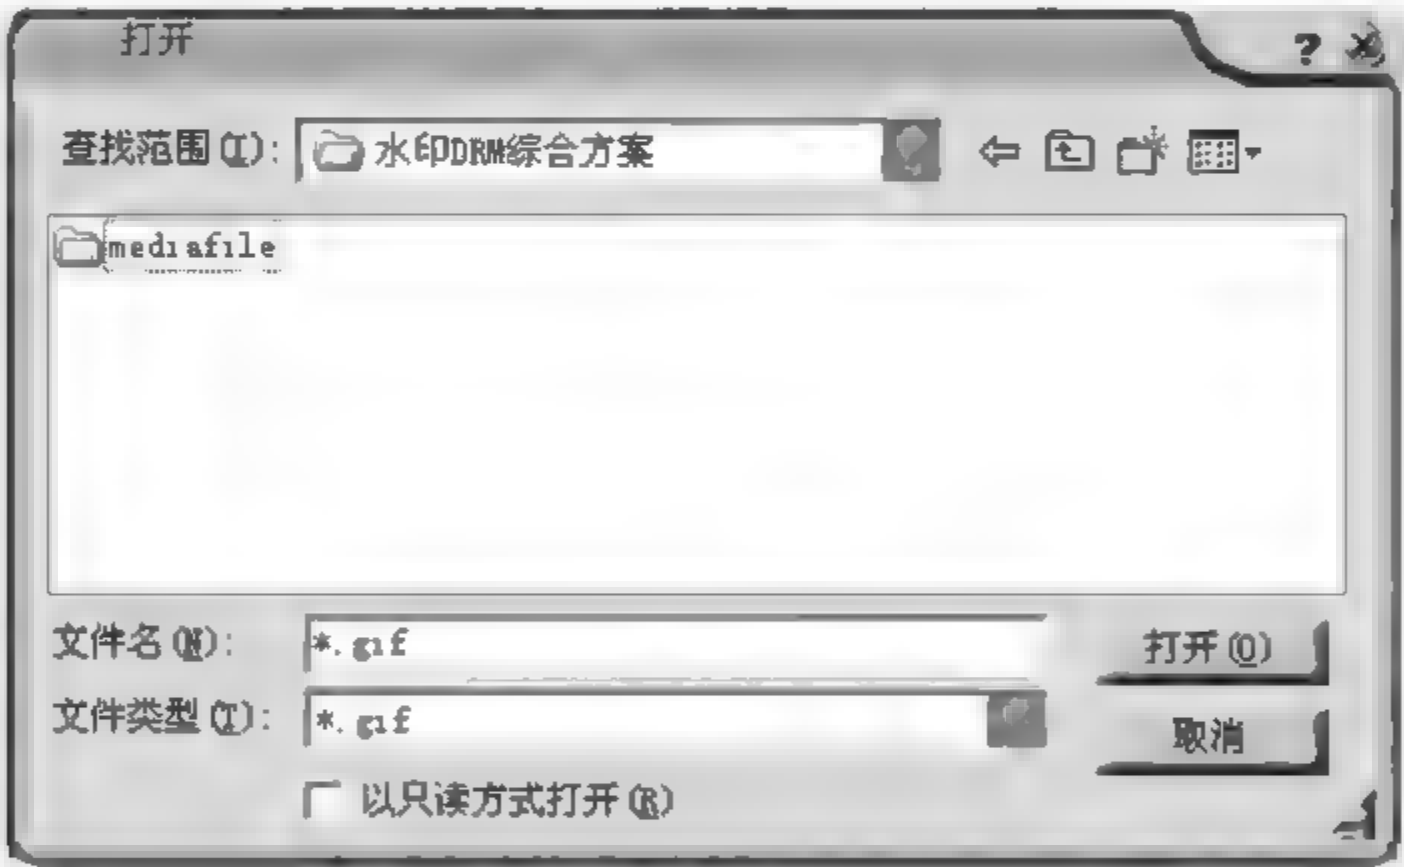 打开
查找范围(I): 水印DRM综合方案
mediafile
文件名(N): *.gif 打开(O)
文件类型(T): *.gif 取消
以只读方式打开(R)